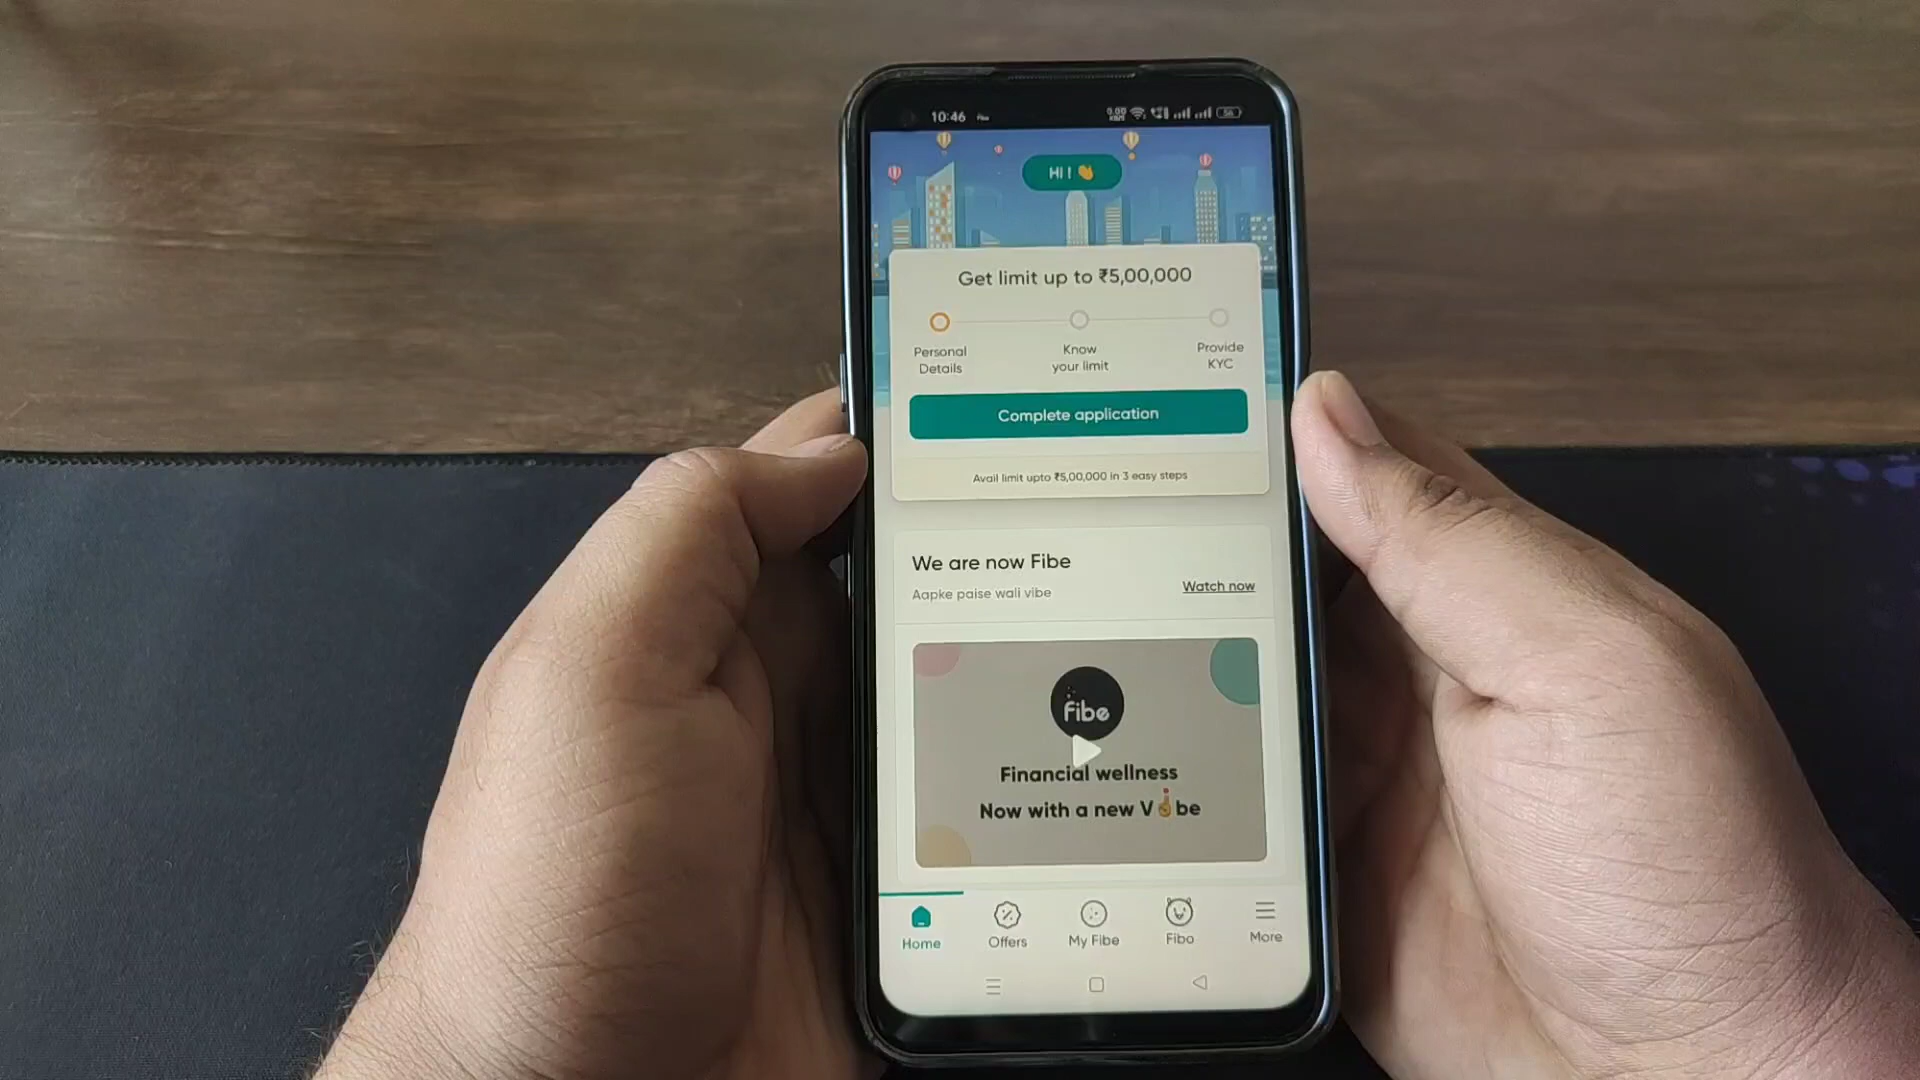 10:46
HI !
Get limit up to ₹5,00,000
Personal
Details
Know
your limit
Provide
KYC
Complete application
Avail limit upto ₹5,00,000 in 3 easy steps
We are now Fibe
Aapke paise wali vibe
Watch now
fibe
Financial wellness
Now with a new V be
Home
Offers
My Fibe
Fibo
More